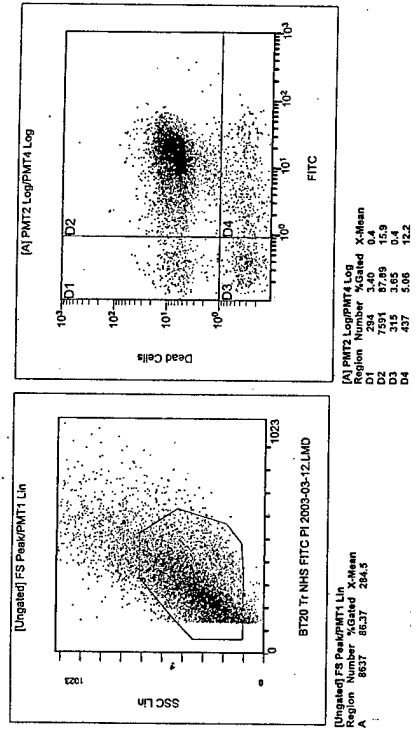 [Ungated] FS Peak/PMT1 Lin
1023
SSC Lin
0
0
1023
BT20 Tr NHS FITC PI 2003-03-12.LMD
[Ungated] FS Peak/PMT1 Lin
Region Number %Gated X-Mean
A 8637 86.37 284.5
[A] PMT2 Log/PMT4 Log
10³
D1
D2
10²
Dead Cells
10¹
10⁰
D3
D4
10⁰
10¹
10²
10³
FITC
[A] PMT2 Log/PMT4 Log
Region Number %Gated X-Mean
D1 294 3.40 0.4
D2 7591 87.89 15.9
D3 315 3.65 0.4
D4 437 5.06 12.2